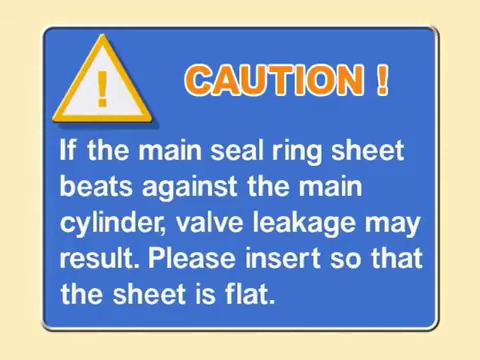 CAUTION !
If the main seal ring sheet
beats against the main
cylinder, valve leakage may
result. Please insert so that
the sheet is flat.